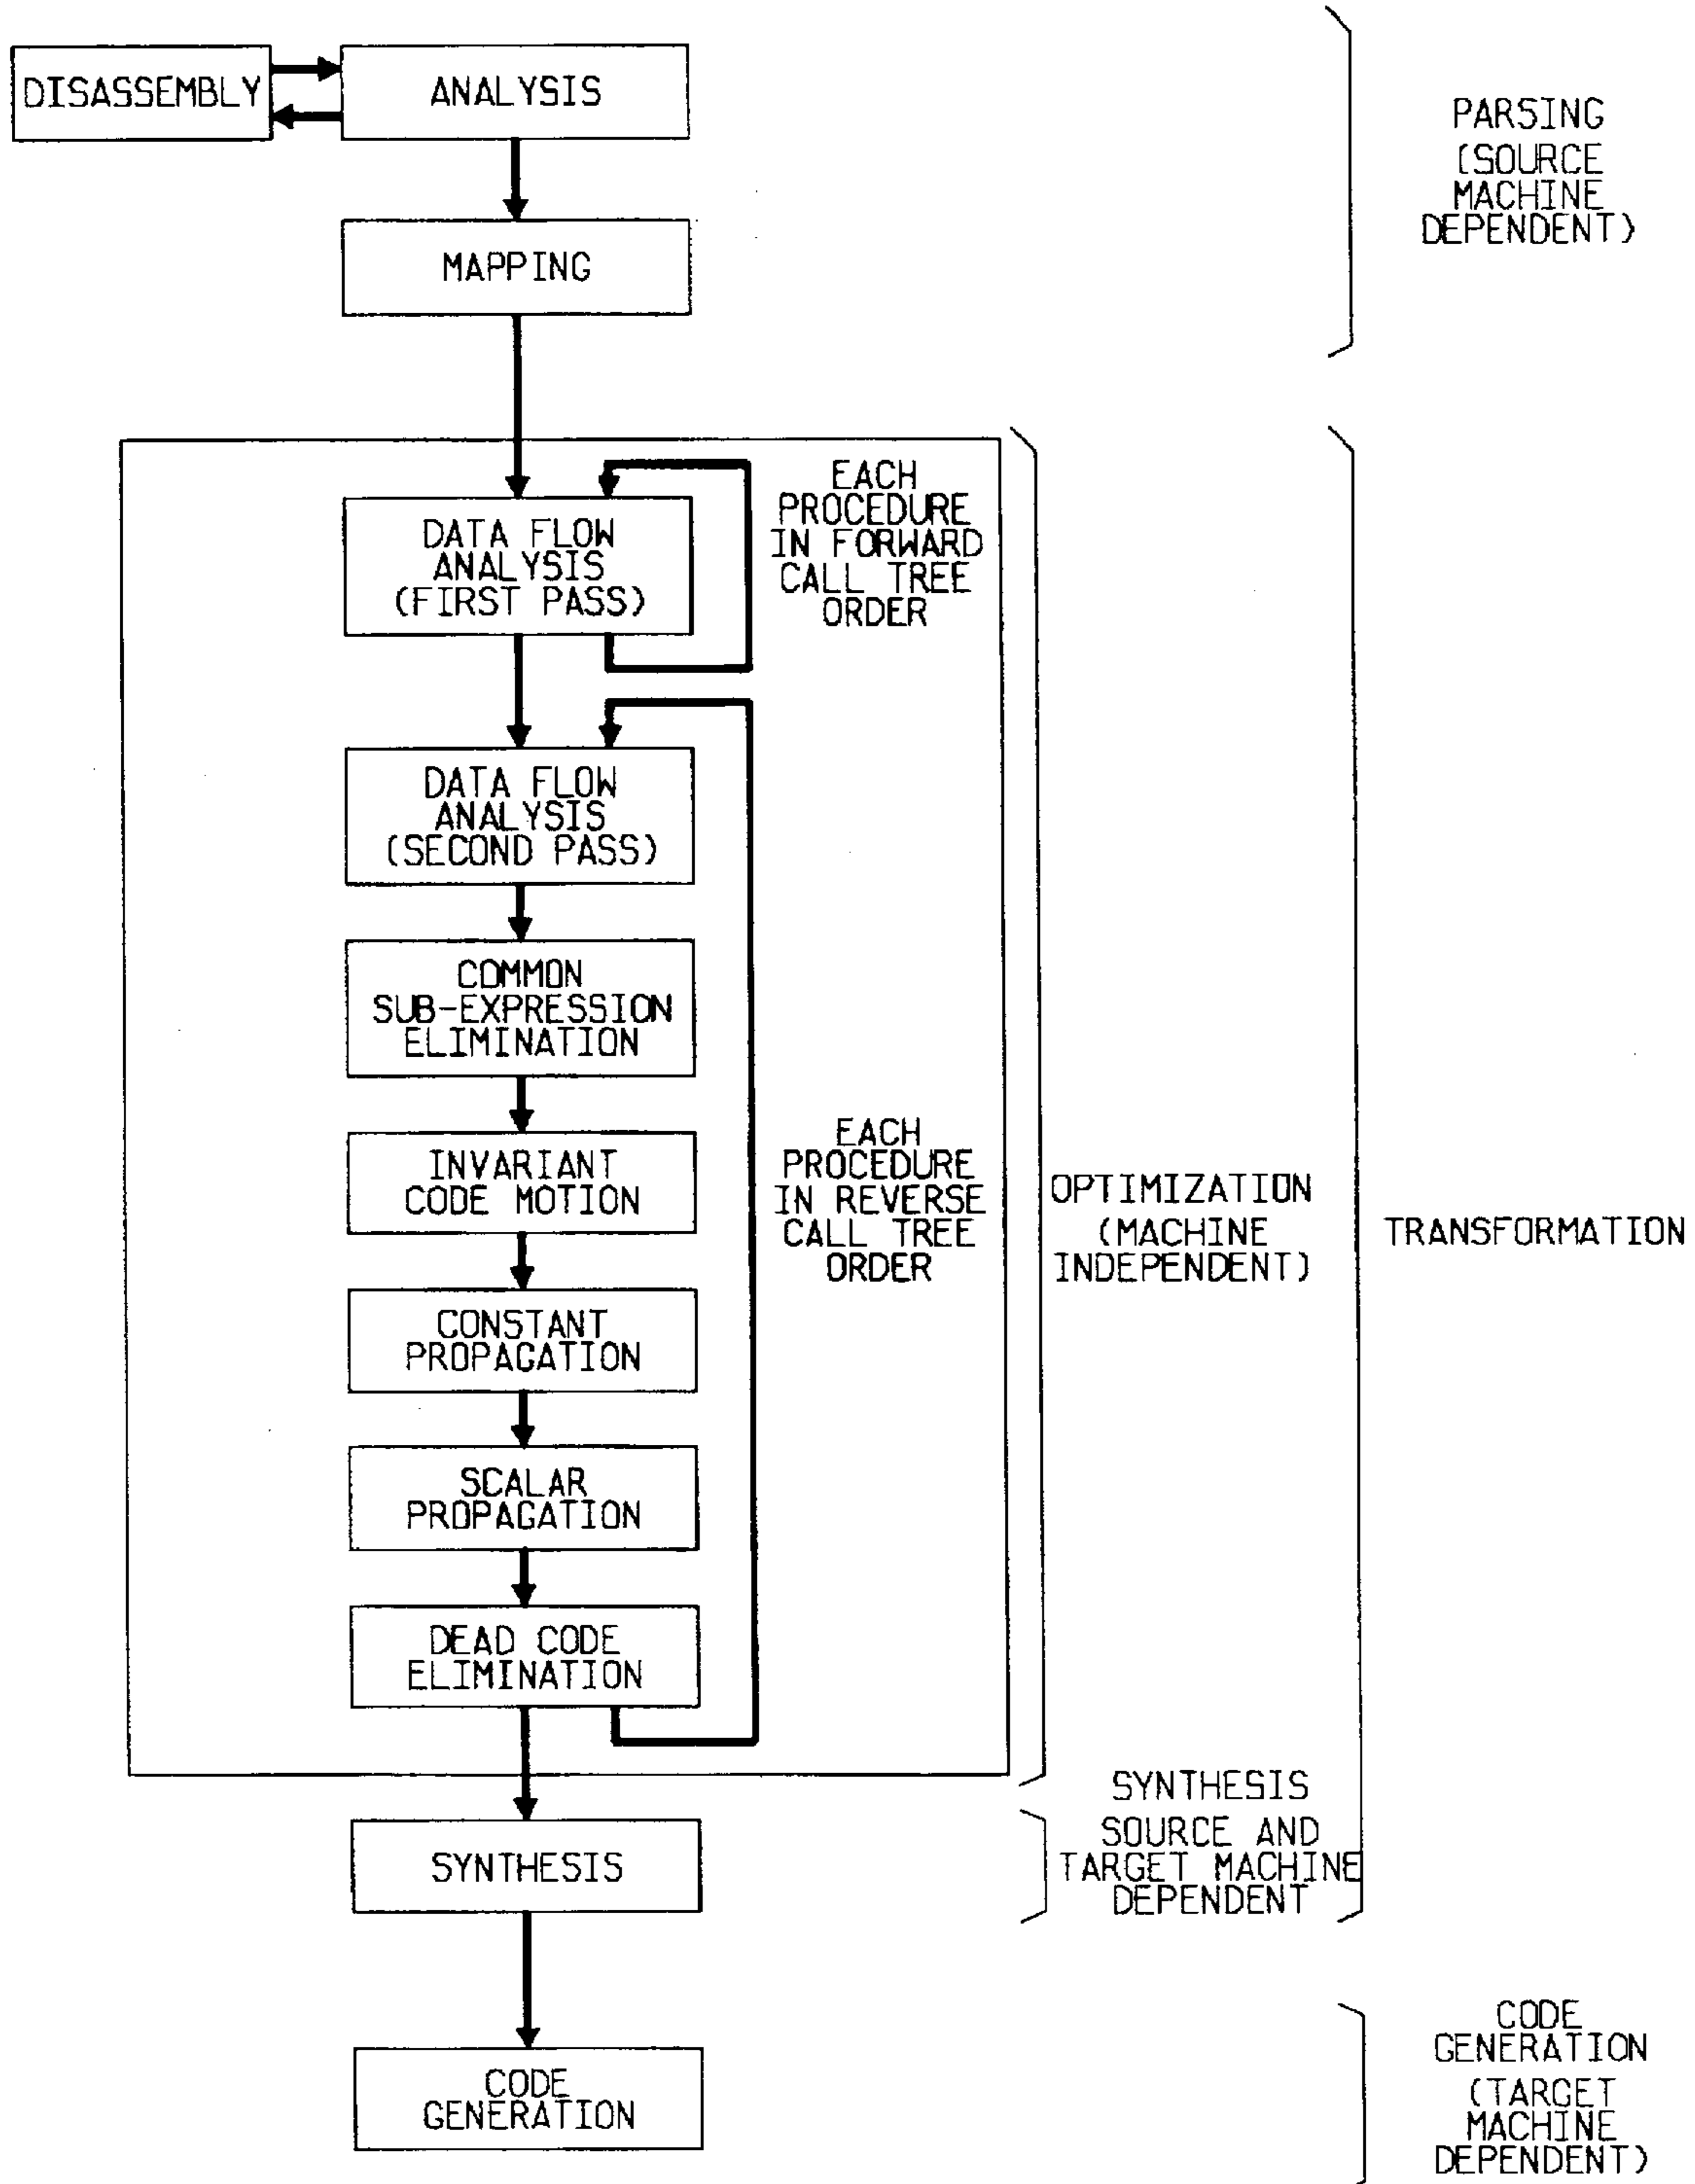 DISASSEMBLY
ANALYSIS
PARSING
(SOURCE
MACHINE
DEPENDENT)
MAPPING
EACH
PROCEDURE
IN FORWARD
CALL TREE
ORDER
DATA FLOW
ANALYSIS
(FIRST PASS)
DATA FLOW
ANALYSIS
(SECOND PASS)
COMMON
SUB-EXPRESSION
ELIMINATION
INVARIANT
CODE MOTION
EACH
PROCEDURE
IN REVERSE
CALL TREE
ORDER
OPTIMIZATION
(MACHINE
INDEPENDENT)
TRANSFORMATION
CONSTANT
PROPAGATION
SCALAR
PROPAGATION
DEAD CODE
ELIMINATION
SYNTHESIS
SYNTHESIS
SOURCE AND
TARGET MACHINE
DEPENDENT
CODE
GENERATION
CODE
GENERATION
(TARGET
MACHINE
DEPENDENT)